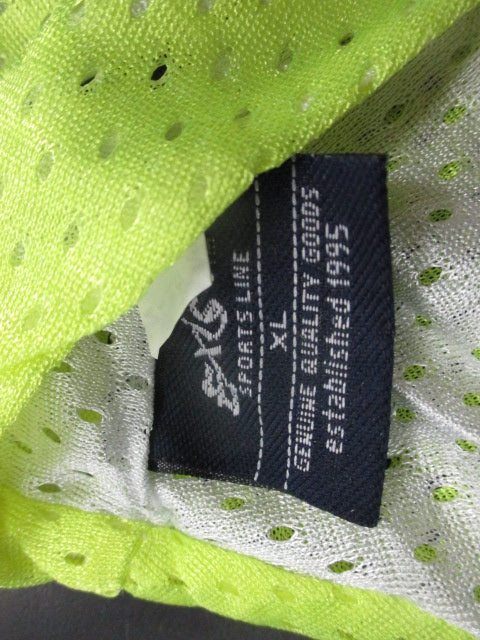 SPORTS LINE
XL
GENUINE QUALITY GOODS
established 1995